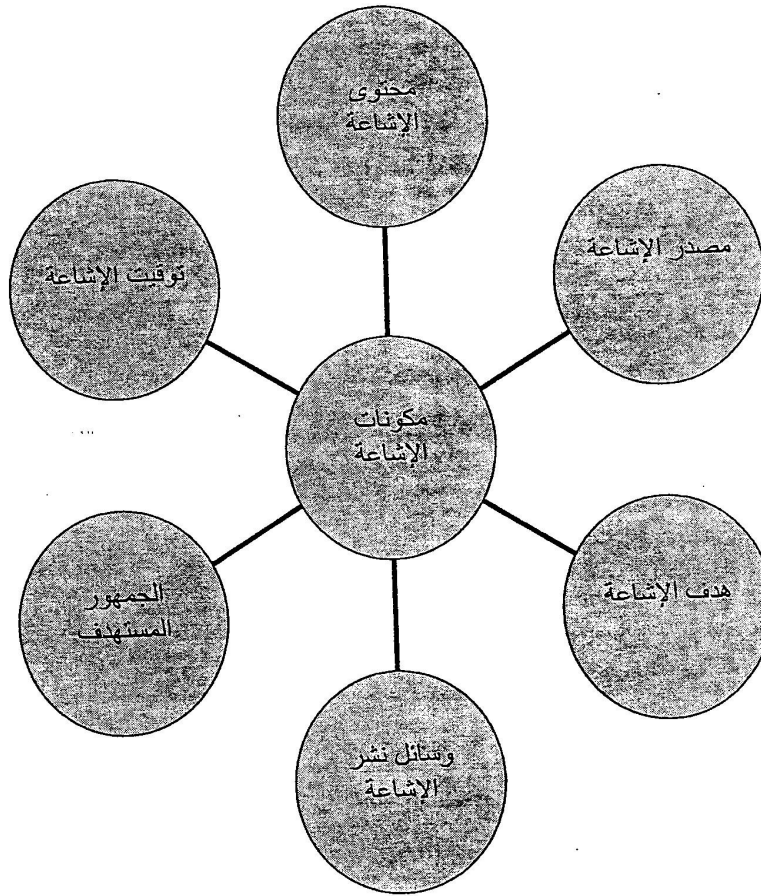 محتوى
الإشاعة
مصدر الإشاعة
توقيت الإشاعة
مكونات
الإشاعة
هدف الإشاعة
الجمهور
المستهدف
وسائل نشر
الإشاعة